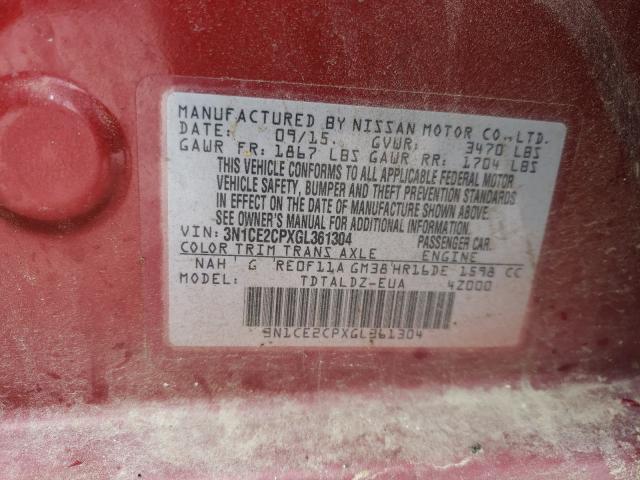 MANUFACTURED BY NISSAN MOTOR CO.,LTD.
DATE: 09/15. GVWR: 3470 LBS
GAWR FR: 1867 LBS GAWR RR: 1704 LBS
THIS VEHICLE CONFORMS TO ALL APPLICABLE FEDERAL MOTOR
VEHICLE SAFETY, BUMPER AND THEFT PREVENTION STANDARDS
IN EFFECT ON THE DATE OF MANUFACTURE SHOWN ABOVE.
SEE OWNER'S MANUAL FOR ADDITIONAL INFORMATION.
VIN: 3N1CE2CPXGL361304 PASSENGER CAR.
COLOR TRIM TRANS AXLE ENGINE
NAH G RE0F11A GM38 HR16DE 1598 CC
MODEL: TDTALDZ-EUA 4Z000
3N1CE2CPXGL361304